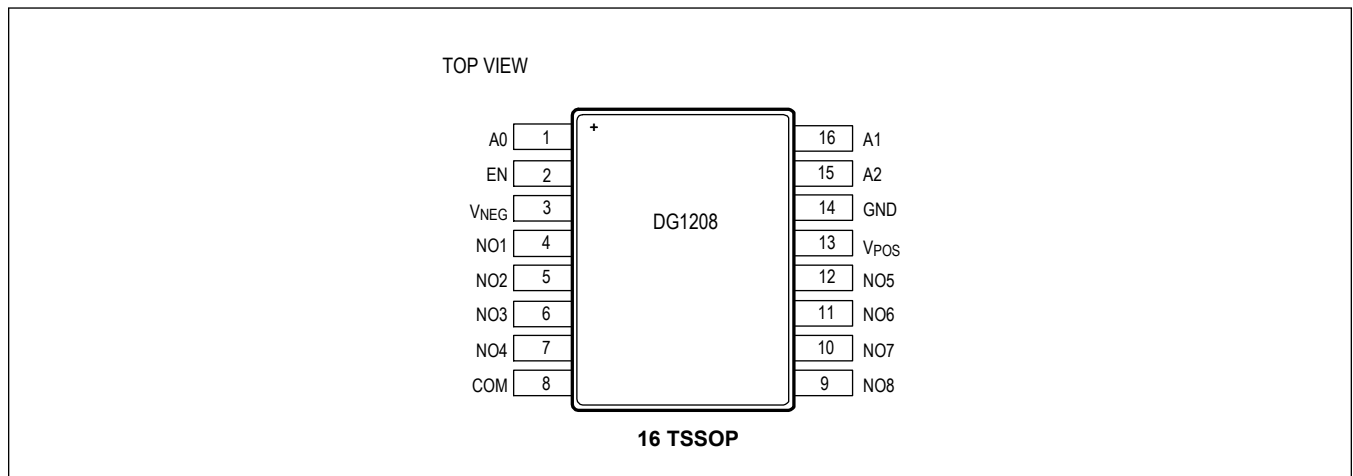 TOP VIEW
+
A0 1 16 A1
EN 2 15 A2
VNEG 3 14 GND
DG1208
NO1 4 13 VPOS
NO2 5 12 NO5
NO3 6 11 NO6
NO4 7 10 NO7
COM 8 9 NO8
16 TSSOP